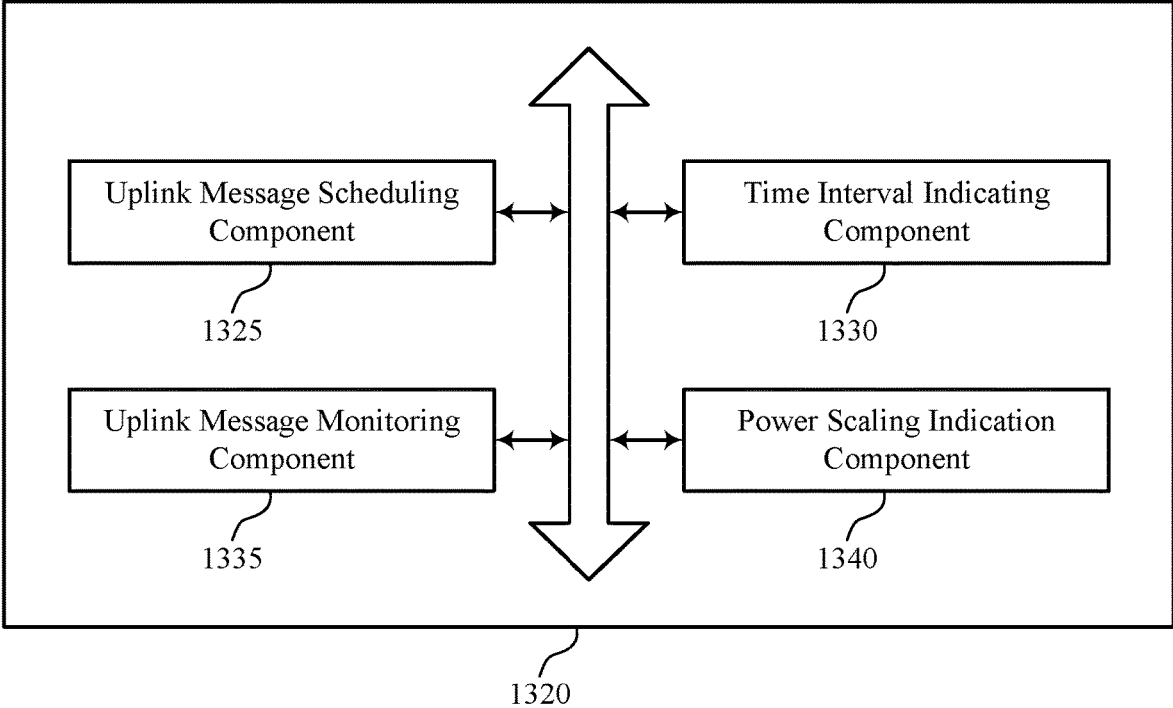 Uplink Message Scheduling
Component
1325
Time Interval Indicating
Component
1330
Uplink Message Monitoring
Component
1335
Power Scaling Indication
Component
1340
1320